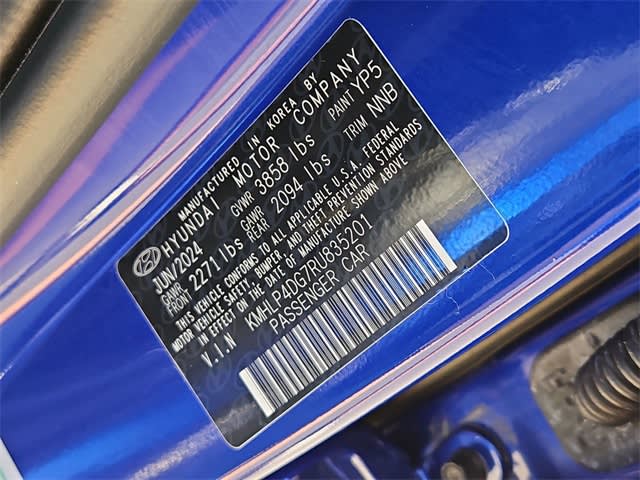 MANUFACTURED IN KOREA BY
HYUNDAI MOTOR COMPANY
JUN/2024 GVWR 3858 lbs PAINT YP5
GAWR FRONT 2271 lbs GAWR REAR 2094 lbs TRIM NNB
THIS VEHICLE CONFORMS TO ALL APPLICABLE U.S.A. FEDERAL
MOTOR VEHICLE SAFETY, BUMPER, AND THEFT PREVENTION STANDARDS
IN EFFECT ON THE DATE OF MANUFACTURE SHOWN ABOVE
V.I.N KMHLP4DG7RU835201
PASSENGER CAR